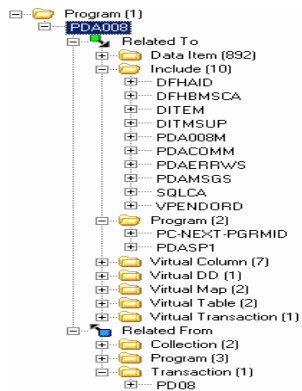 Program (1)
PDA008
Related To
Data Item (892)
Include (10)
DFHAID
DFHBMSCA
DITEM
DITMSUP
PDA008M
PDACOMM
PDAERRWS
PDAMSGS
SQLCA
VPENDORD
Program (2)
PC-NEXT-PGRMID
PDASP1
Virtual Column (7)
Virtual DD (1)
Virtual Map (2)
Virtual Table (2)
Virtual Transaction (1)
Related From
Collection (2)
Program (3)
Transaction (1)
PD08